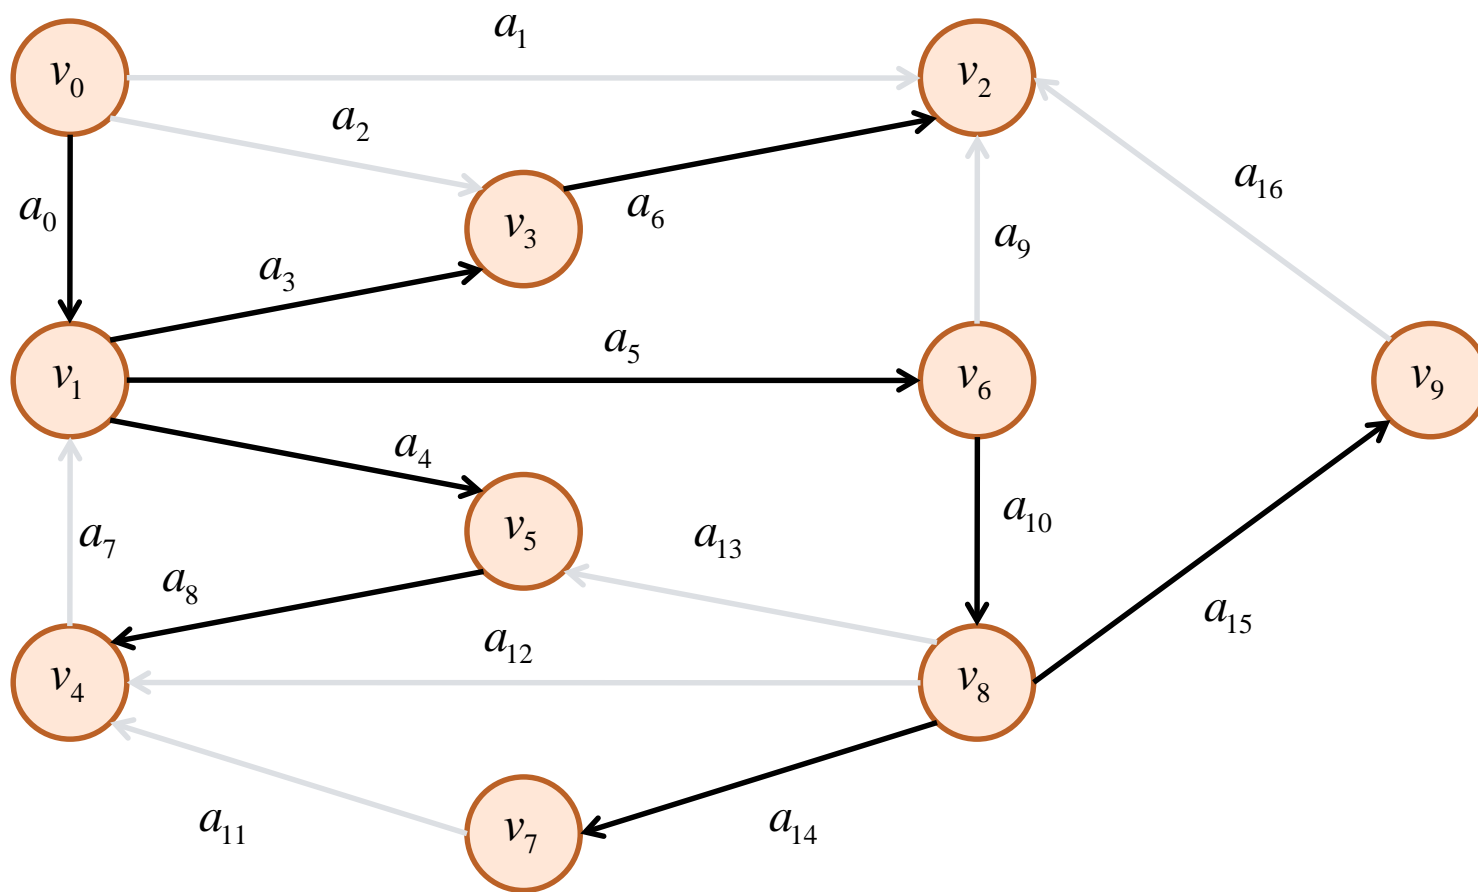 a₁
v₀
v₂
a₂
a₁₆
a₀
v₃
a₆
a₉
a₃
a₅
v₁
v₆
v₉
a₄
a₁₀
v₅
a₁₃
a₇
a₈
a₁₅
a₁₂
v₄
v₈
a₁₁
v₇
a₁₄